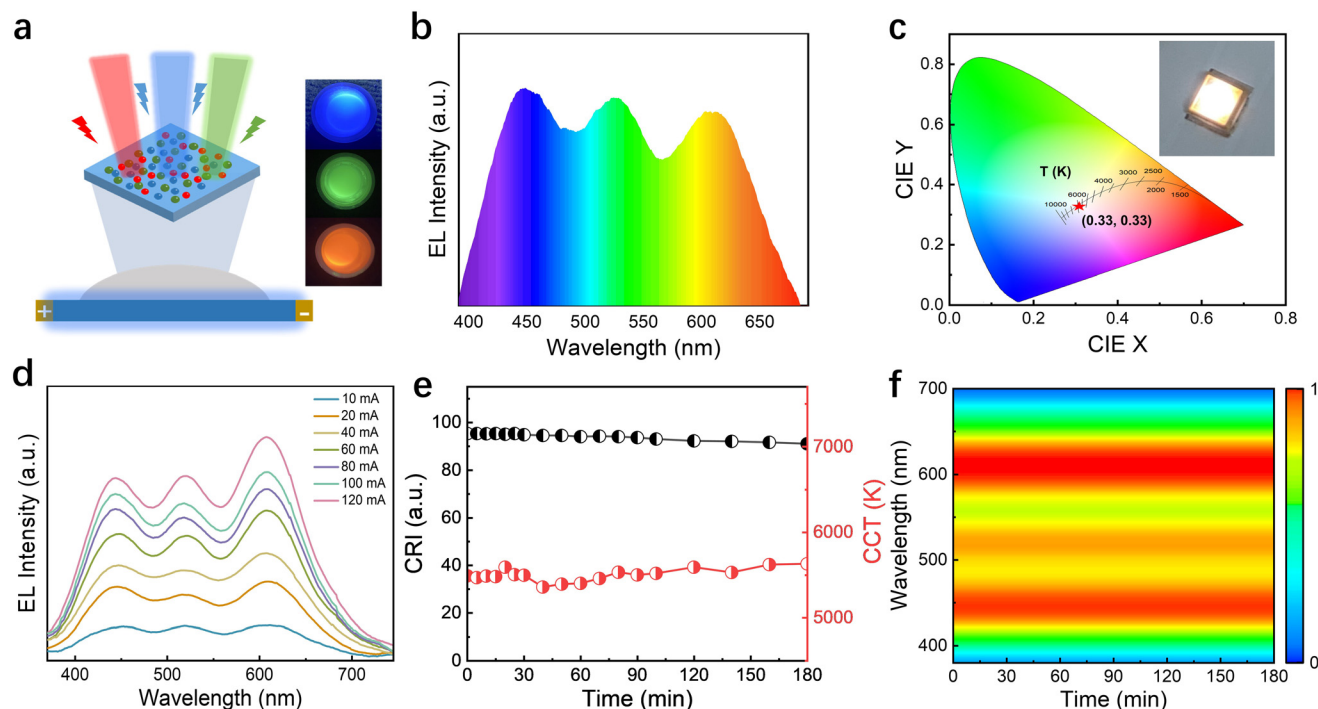 a
+
-
b
EL Intensity (a.u.)
400 450 500 550 600 650
Wavelength (nm)
c
CIE Y
0.8
0.6
0.4
0.2
0.0
T (K)
10000 6000 4000 3000 2500 2000 1500
(0.33, 0.33)
0.0 0.2 0.4 0.6 0.8
CIE X
d
EL Intensity (a.u.)
10 mA
20 mA
40 mA
60 mA
80 mA
100 mA
120 mA
400 500 600 700
Wavelength (nm)
e
CRI (a.u.)
100
80
60
40
20
0
7000
6000
5000
CCT (K)
0 30 60 90 120 150 180
Time (min)
f
Wavelength (nm)
700
600
500
400
0 30 60 90 120 150 180
Time (min)
1
0